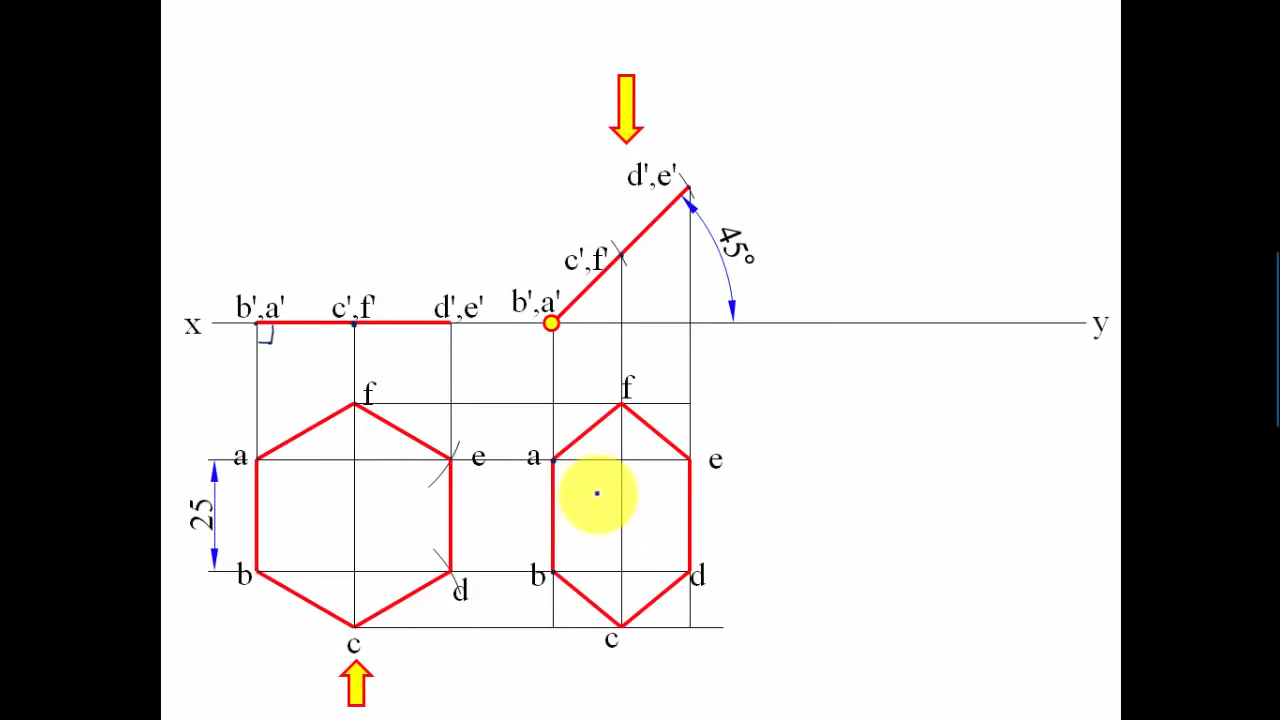 d',e'
45°
c',f'
b',a' c',f' d',e' b',a'
x y
f f
a e a e
25
b d b d
c c